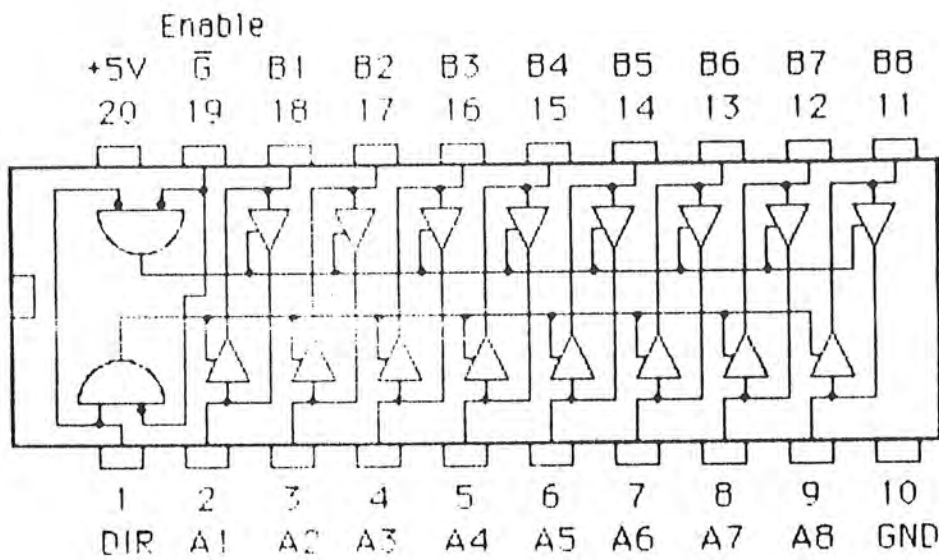 Enable
+5V G̅ B1 B2 B3 B4 B5 B6 B7 B8
20 19 18 17 16 15 14 13 12 11
1 2 3 4 5 6 7 8 9 10
DIR A1 A2 A3 A4 A5 A6 A7 A8 GND